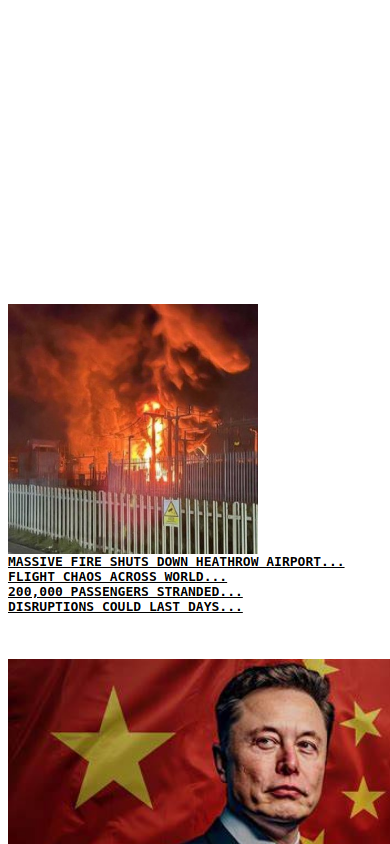 MASSIVE FIRE SHUTS DOWN HEATHROW AIRPORT...
FLIGHT CHAOS ACROSS WORLD...
200,000 PASSENGERS STRANDED...
DISRUPTIONS COULD LAST DAYS...